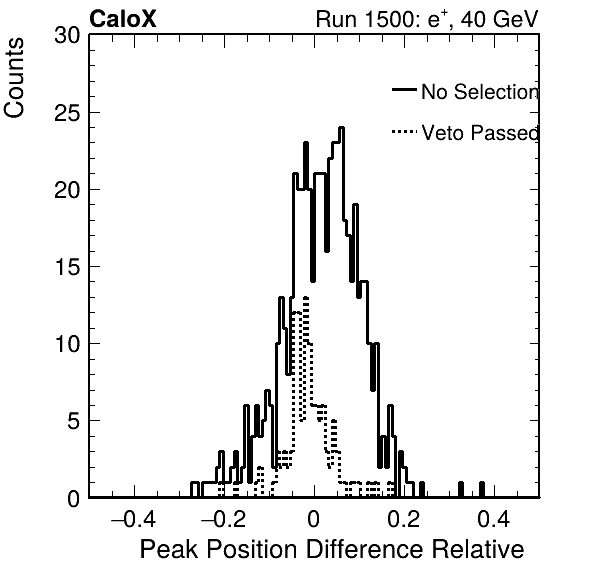 CaloX Run 1500: e⁺, 40 GeV
Counts
30
25
20
15
10
5
0
No Selection
Veto Passed
−0.4 −0.2 0 0.2 0.4
Peak Position Difference Relative